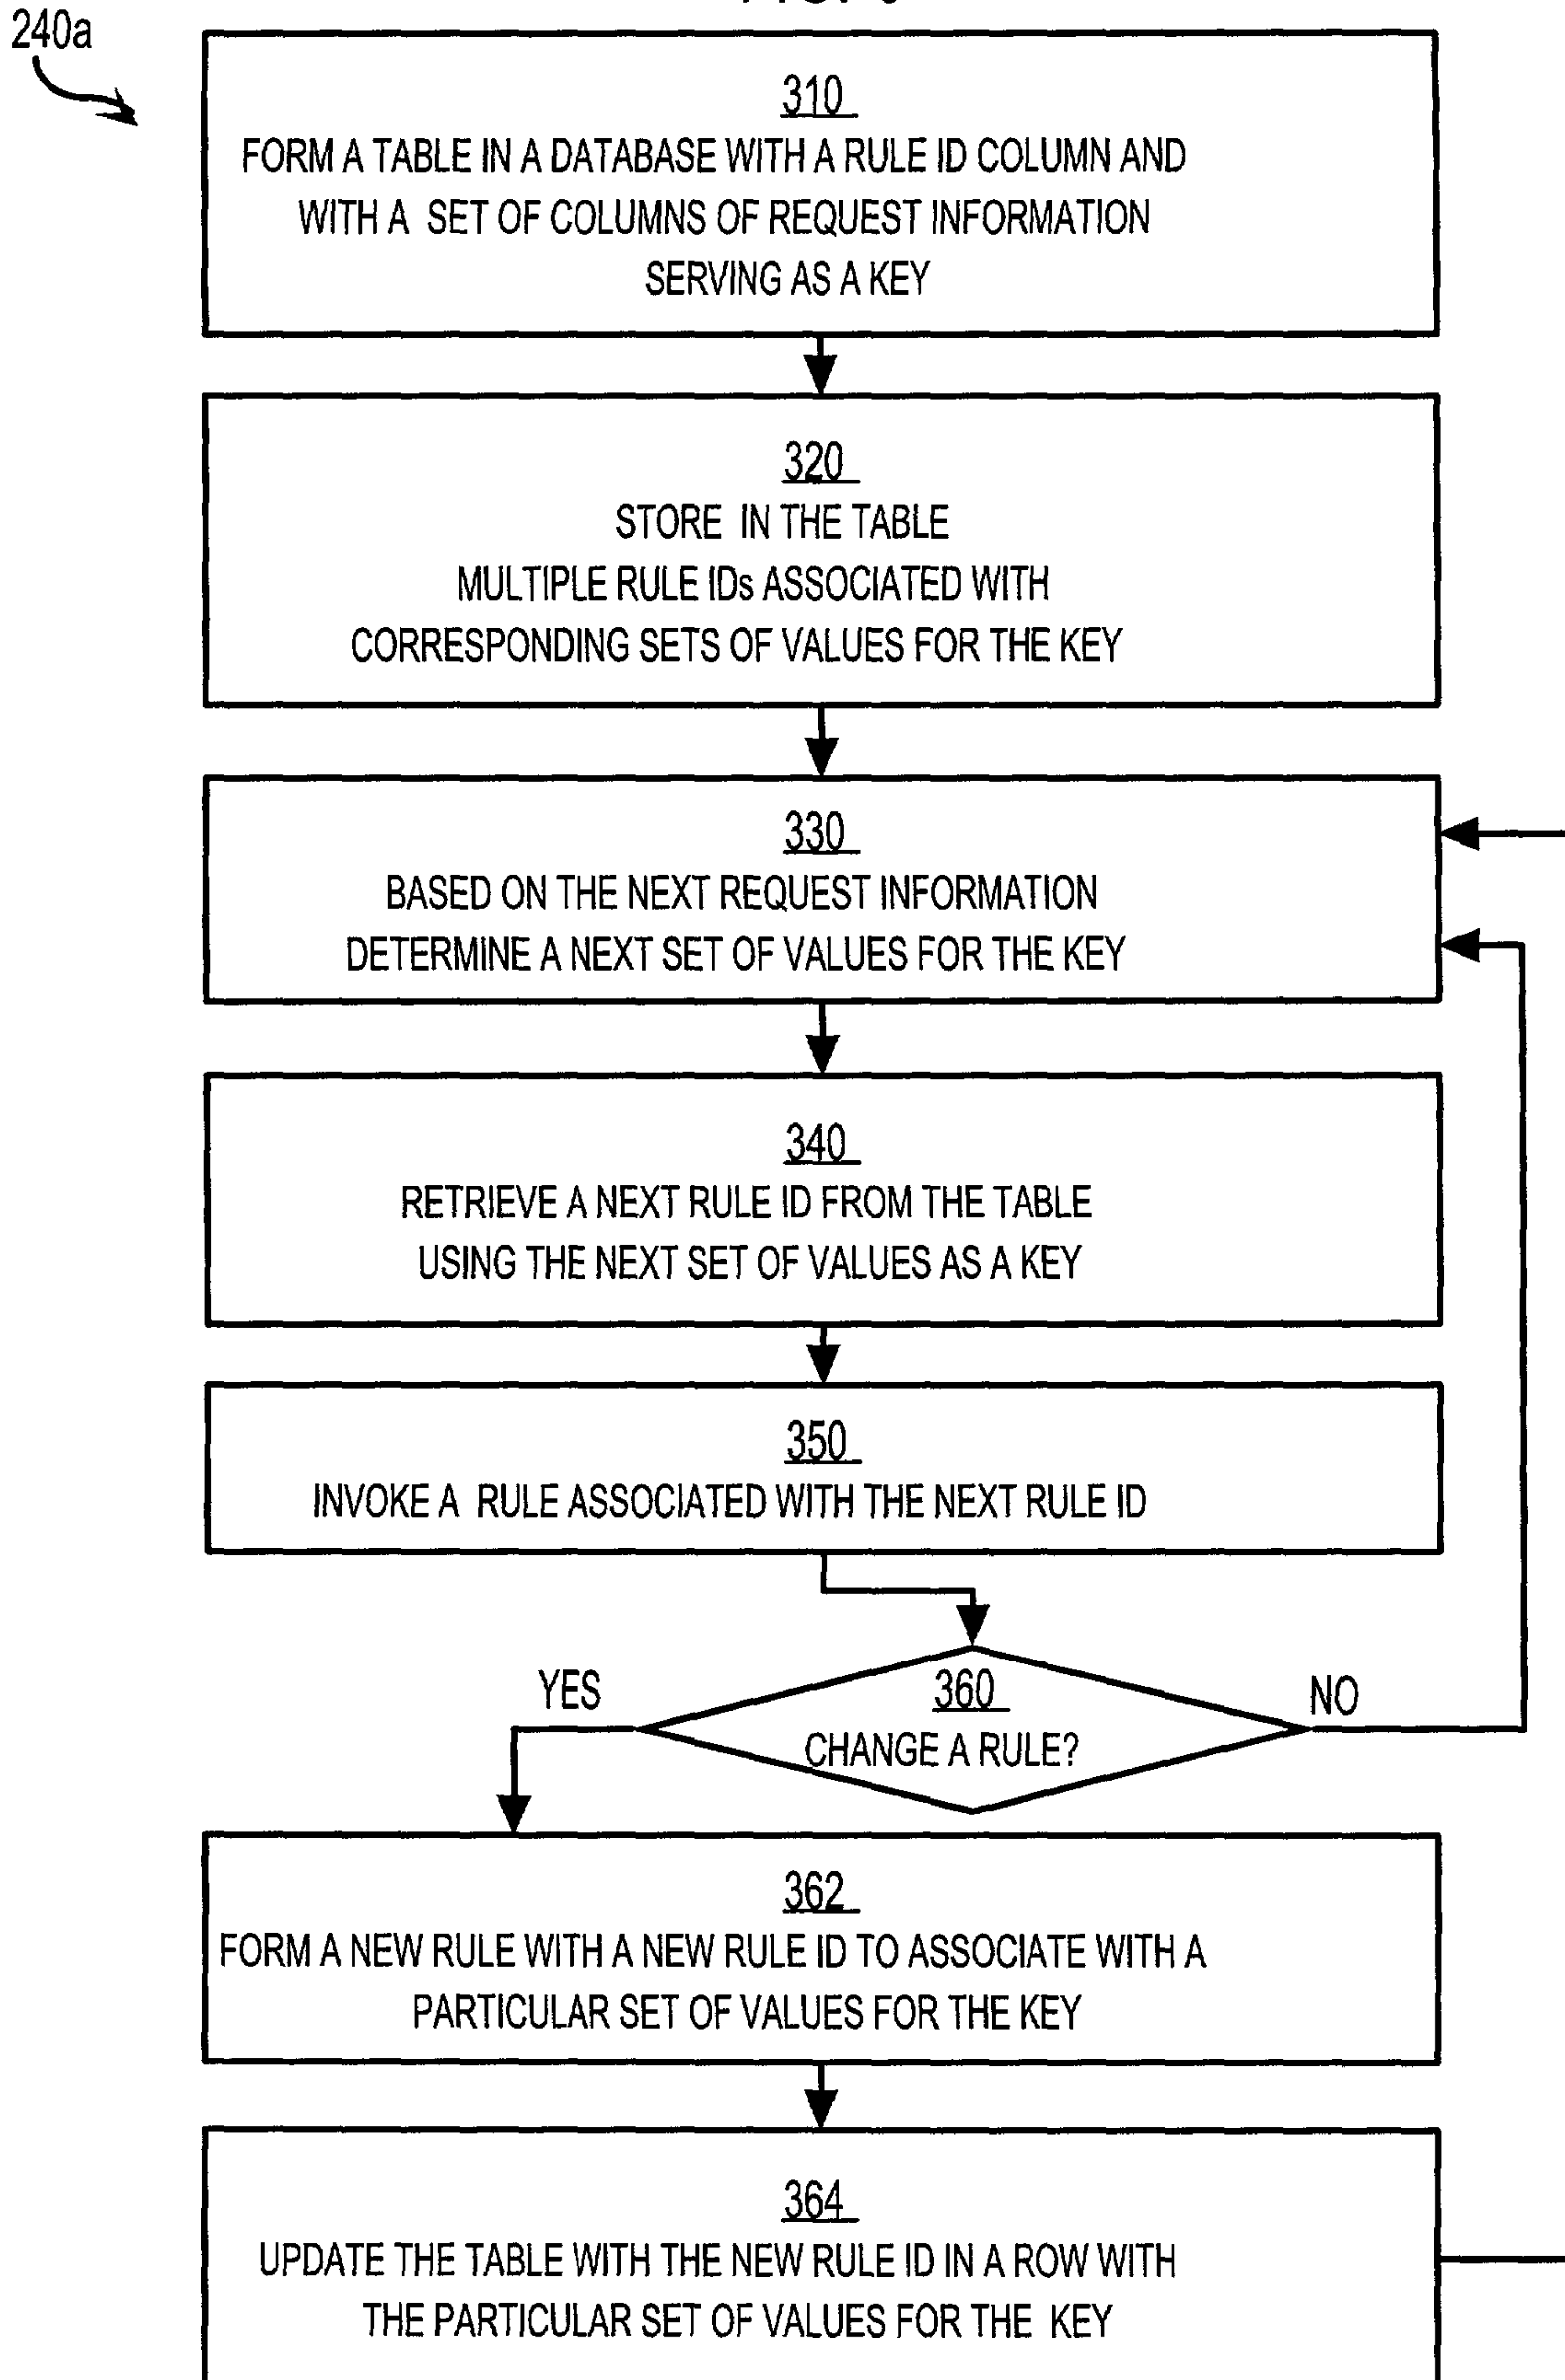 240a
310
FORM A TABLE IN A DATABASE WITH A RULE ID COLUMN AND
WITH A SET OF COLUMNS OF REQUEST INFORMATION
SERVING AS A KEY
320
STORE IN THE TABLE
MULTIPLE RULE IDs ASSOCIATED WITH
CORRESPONDING SETS OF VALUES FOR THE KEY
330
BASED ON THE NEXT REQUEST INFORMATION
DETERMINE A NEXT SET OF VALUES FOR THE KEY
340
RETRIEVE A NEXT RULE ID FROM THE TABLE
USING THE NEXT SET OF VALUES AS A KEY
350
INVOKE A RULE ASSOCIATED WITH THE NEXT RULE ID
YES
360
NO
CHANGE A RULE?
362
FORM A NEW RULE WITH A NEW RULE ID TO ASSOCIATE WITH A
PARTICULAR SET OF VALUES FOR THE KEY
364
UPDATE THE TABLE WITH THE NEW RULE ID IN A ROW WITH
THE PARTICULAR SET OF VALUES FOR THE KEY